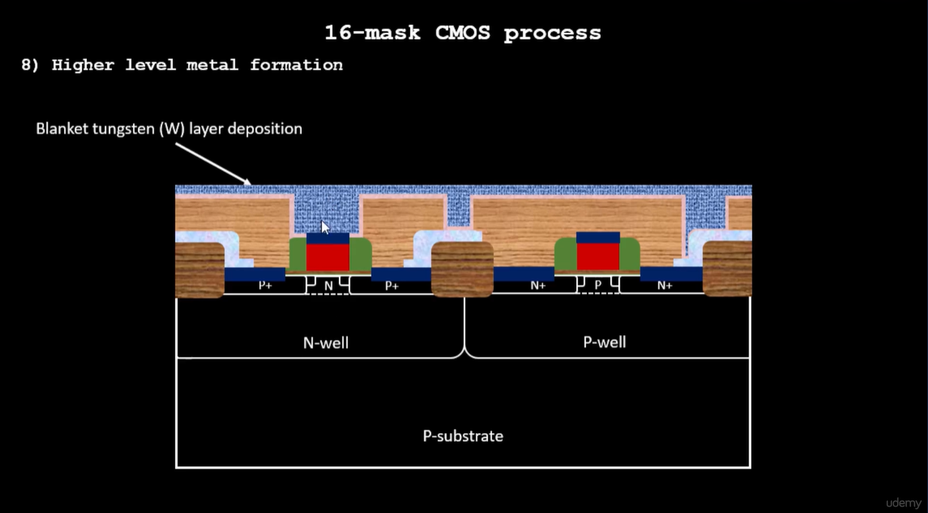 16-mask CMOS process
8) Higher level metal formation
Blanket tungsten (W) layer deposition
P+ N P+ N+ P N+
N-well P-well
P-substrate
udemy